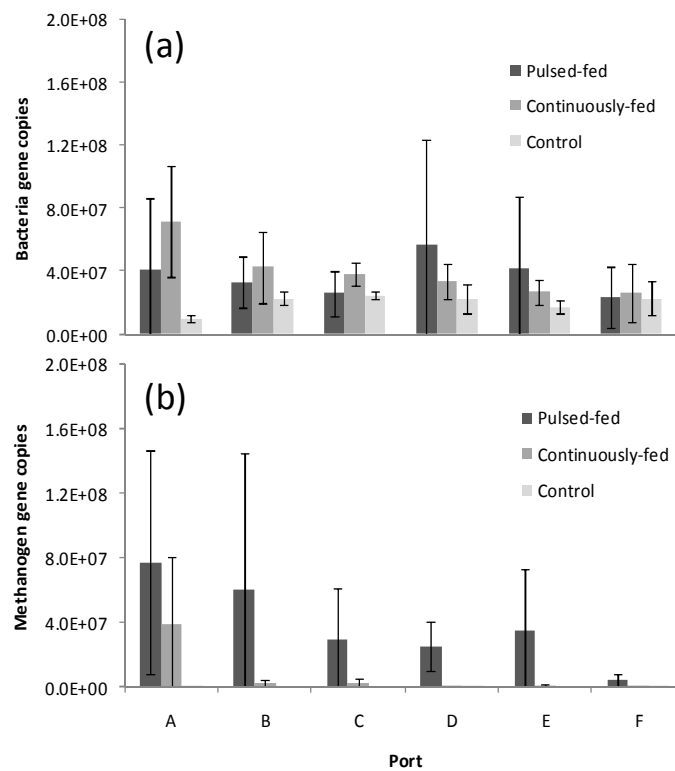 2.0E+08
(a)
1.6E+08
1.2E+08
8.0E+07
4.0E+07
0.0E+00
Bacteria gene copies
Pulsed-fed
Continuously-fed
Control
2.0E+08
(b)
1.6E+08
1.2E+08
8.0E+07
4.0E+07
0.0E+00
Methanogen gene copies
Pulsed-fed
Continuously-fed
Control
A B C D E F
Port